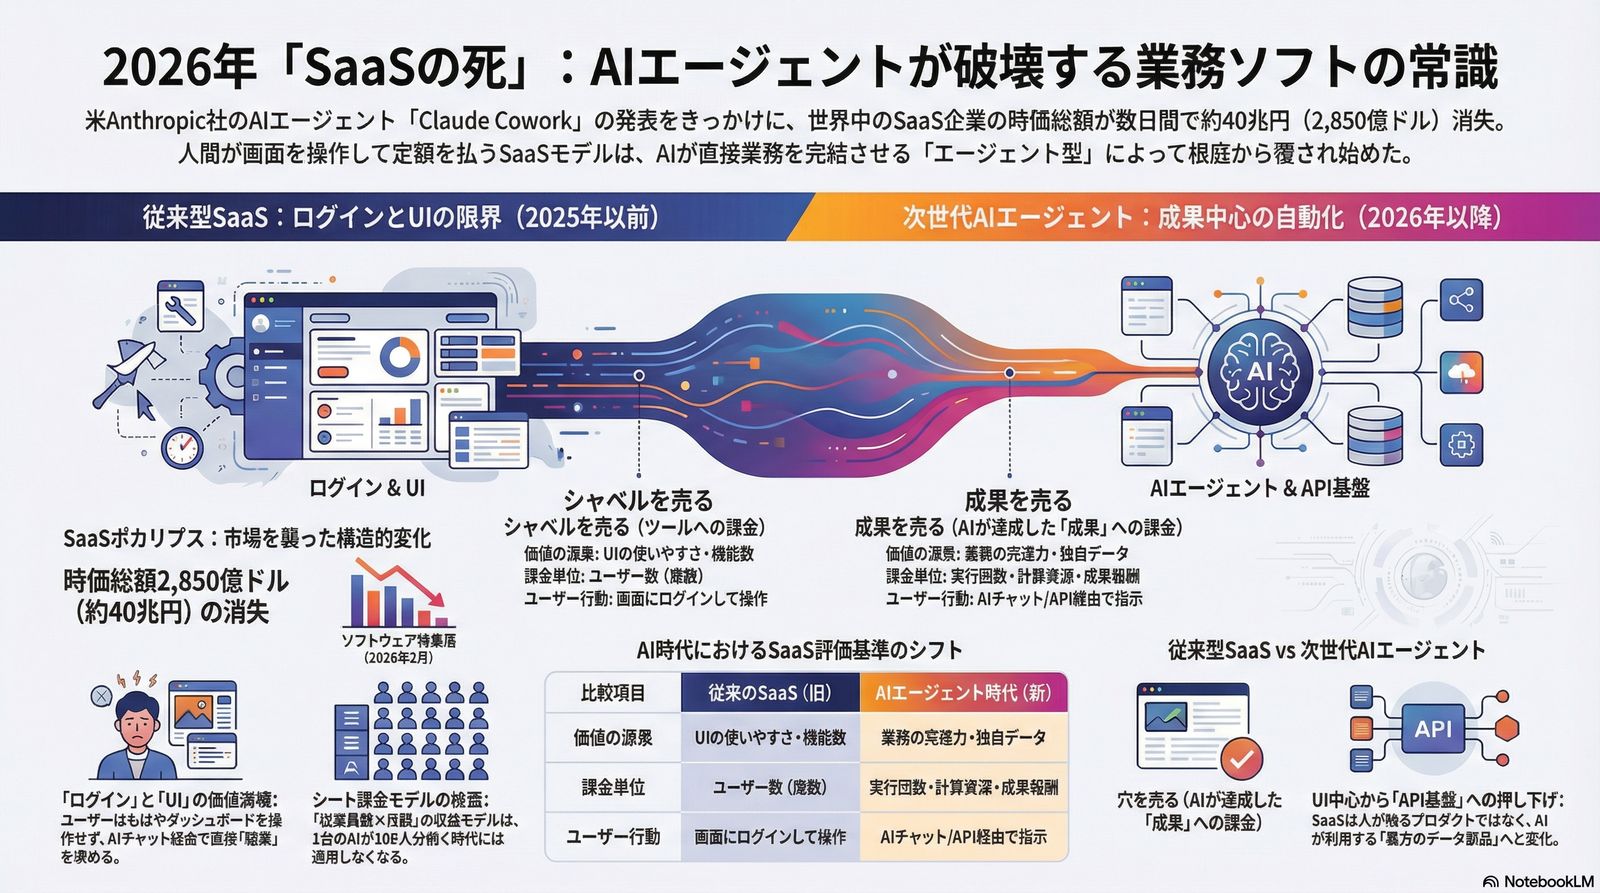 2026年「SaaSの死」：AIエージェントが破壊する業務ソフトの常識
米Anthropic社のAIエージェント「Claude Cowork」の発表をきっかけに、世界中のSaaS企業の時価総額が数日間で約40兆円（2,850億ドル）消失。
人間が画面を操作して定額を払うSaaSモデルは、AIが直接業務を完結させる「エージェント型」によって根底から覆され始めた。
従来型SaaS：ログインとUIの限界（2025年以前）
次世代AIエージェント：成果中心の自動化（2026年以降）
AI
ログイン & UI
AIエージェント & API基盤
シャベルを売る
シャベルを売る（ツールへの課金）
価値の源: UIの使いやすさ・機能数
課金単位: ユーザー数
ユーザー行動: 画面にログインして操作
成果を売る
成果を売る（AIが達成した「成果」への課金）
価値の源: の完力・独自データ
課金単位: 実行数・計算資源・成果報酬
ユーザー行動: AIチャット/API経由で指示
SaaSポカリプス：市場を襲った構造的変化
時価総額2,850億ドル
（約40兆円）の消失
ソフトウェア特集
（2026年2月）
「ログイン」と「UI」の価値:
ユーザーはもはやダッシュボードを操
作せず、AIチャット経で直接「業」
を求める。
シート課金モデルの:
「従業員数×」の収益モデルは、
1台のAIが10人分働く時代には
適用しなくなる。
AI時代におけるSaaS評価基準のシフト
比較項目
従来のSaaS（旧）
AIエージェント時代（新）
価値の源
UIの使いやすさ・機能数
業務の完力・独自データ
課金単位
ユーザー数
実行数・計算資・成果報酬
ユーザー行動
画面にログインして操作
AIチャット/API経由で指示
従来型SaaS vs 次世代AIエージェント
API
穴を売る（AIが達成した
「成果」への課金）
UI中心から「API基盤」への押し下げ:
SaaSは人が触るプロダクトではなく、AI
が利用する「方のデータ製品」へと変化。
NotebookLM